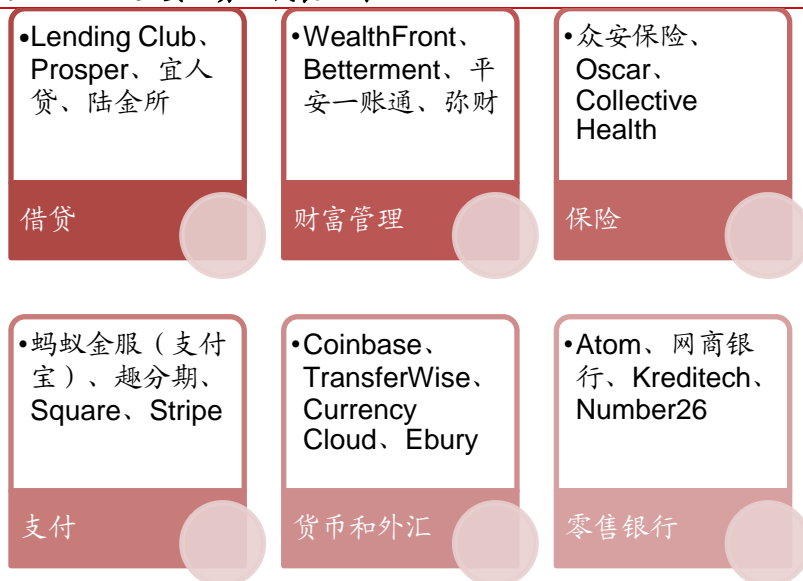 •Lending Club、
Prosper、宜人
贷、陆金所
借贷
•WealthFront、
Betterment、平
安一账通、弥财
财富管理
•众安保险、
Oscar、
Collective
Health
保险
•蚂蚁金服（支付
宝）、趣分期、
Square、Stripe
支付
•Coinbase、
TransferWise、
Currency
Cloud、Ebury
货币和外汇
•Atom、网商银
行、Kreditech、
Number26
零售银行